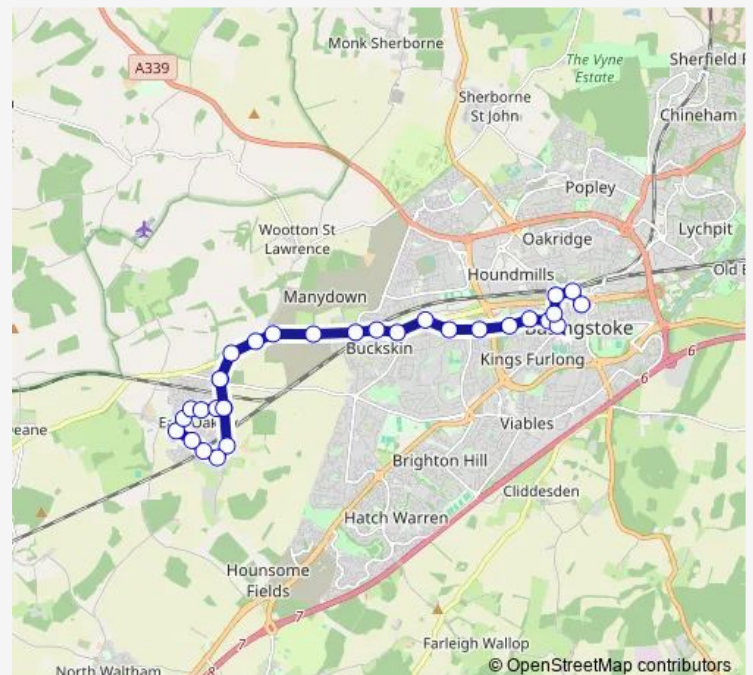 Monk Sherborne
The Vyne
Estate
Sherfield
A339
Sherborne
St John
Chineham
Popley
Wootton St
Lawrence
Oakridge
Lychpit
Houndmills
Old
Manydown
Buckskin
Kings Furlong
6
6
Viables
Brighton Hill
Cliddesden
Hatch Warren
Hounsome
Fields
7
7
Farleigh Wallop
North Waltham
8
© OpenStreetMap contributors